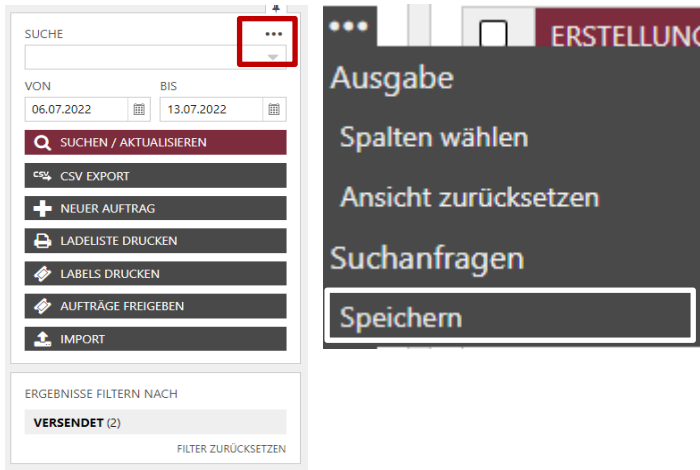 SUCHE
VON BIS
06.07.2022 13.07.2022
SUCHEN / AKTUALISIEREN
CSV CSV EXPORT
NEUER AUFTRAG
LADELISTE DRUCKEN
LABELS DRUCKEN
AUFTRÄGE FREIGEBEN
IMPORT
ERGEBNISSE FILTERN NACH
VERSENDET (2)
FILTER ZURÜCKSETZEN
ERSTELLUNG
Ausgabe
Spalten wählen
Ansicht zurücksetzen
Suchanfragen
Speichern